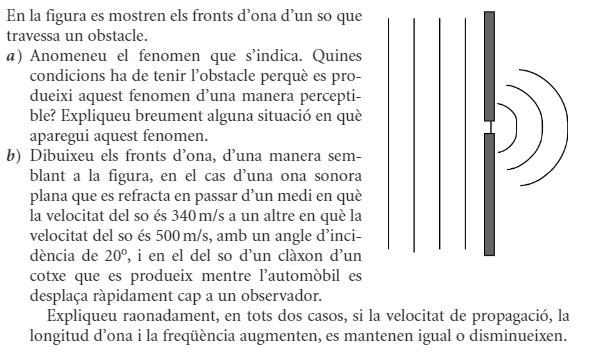 En la figura es mostren els fronts d'ona d'un so que
travessa un obstacle.
a) Anomeneu el fenomen que s'indica. Quines
condicions ha de tenir l'obstacle perquè es pro-
dueixi aquest fenomen d'una manera percepti-
ble? Expliqueu breument alguna situació en què
aparegui aquest fenomen.
b) Dibuixeu els fronts d'ona, d'una manera sem-
blant a la figura, en el cas d'una ona sonora
plana que es refracta en passar d'un medi en què
la velocitat del so és 340 m/s a un altre en què la
velocitat del so és 500 m/s, amb un angle d'inci-
dència de 20º, i en el del so d'un clàxon d'un
cotxe que es produeix mentre l'automòbil es
desplaça ràpidament cap a un observador.
Expliqueu raonadament, en tots dos casos, si la velocitat de propagació, la
longitud d'ona i la freqüència augmenten, es mantenen igual o disminueixen.